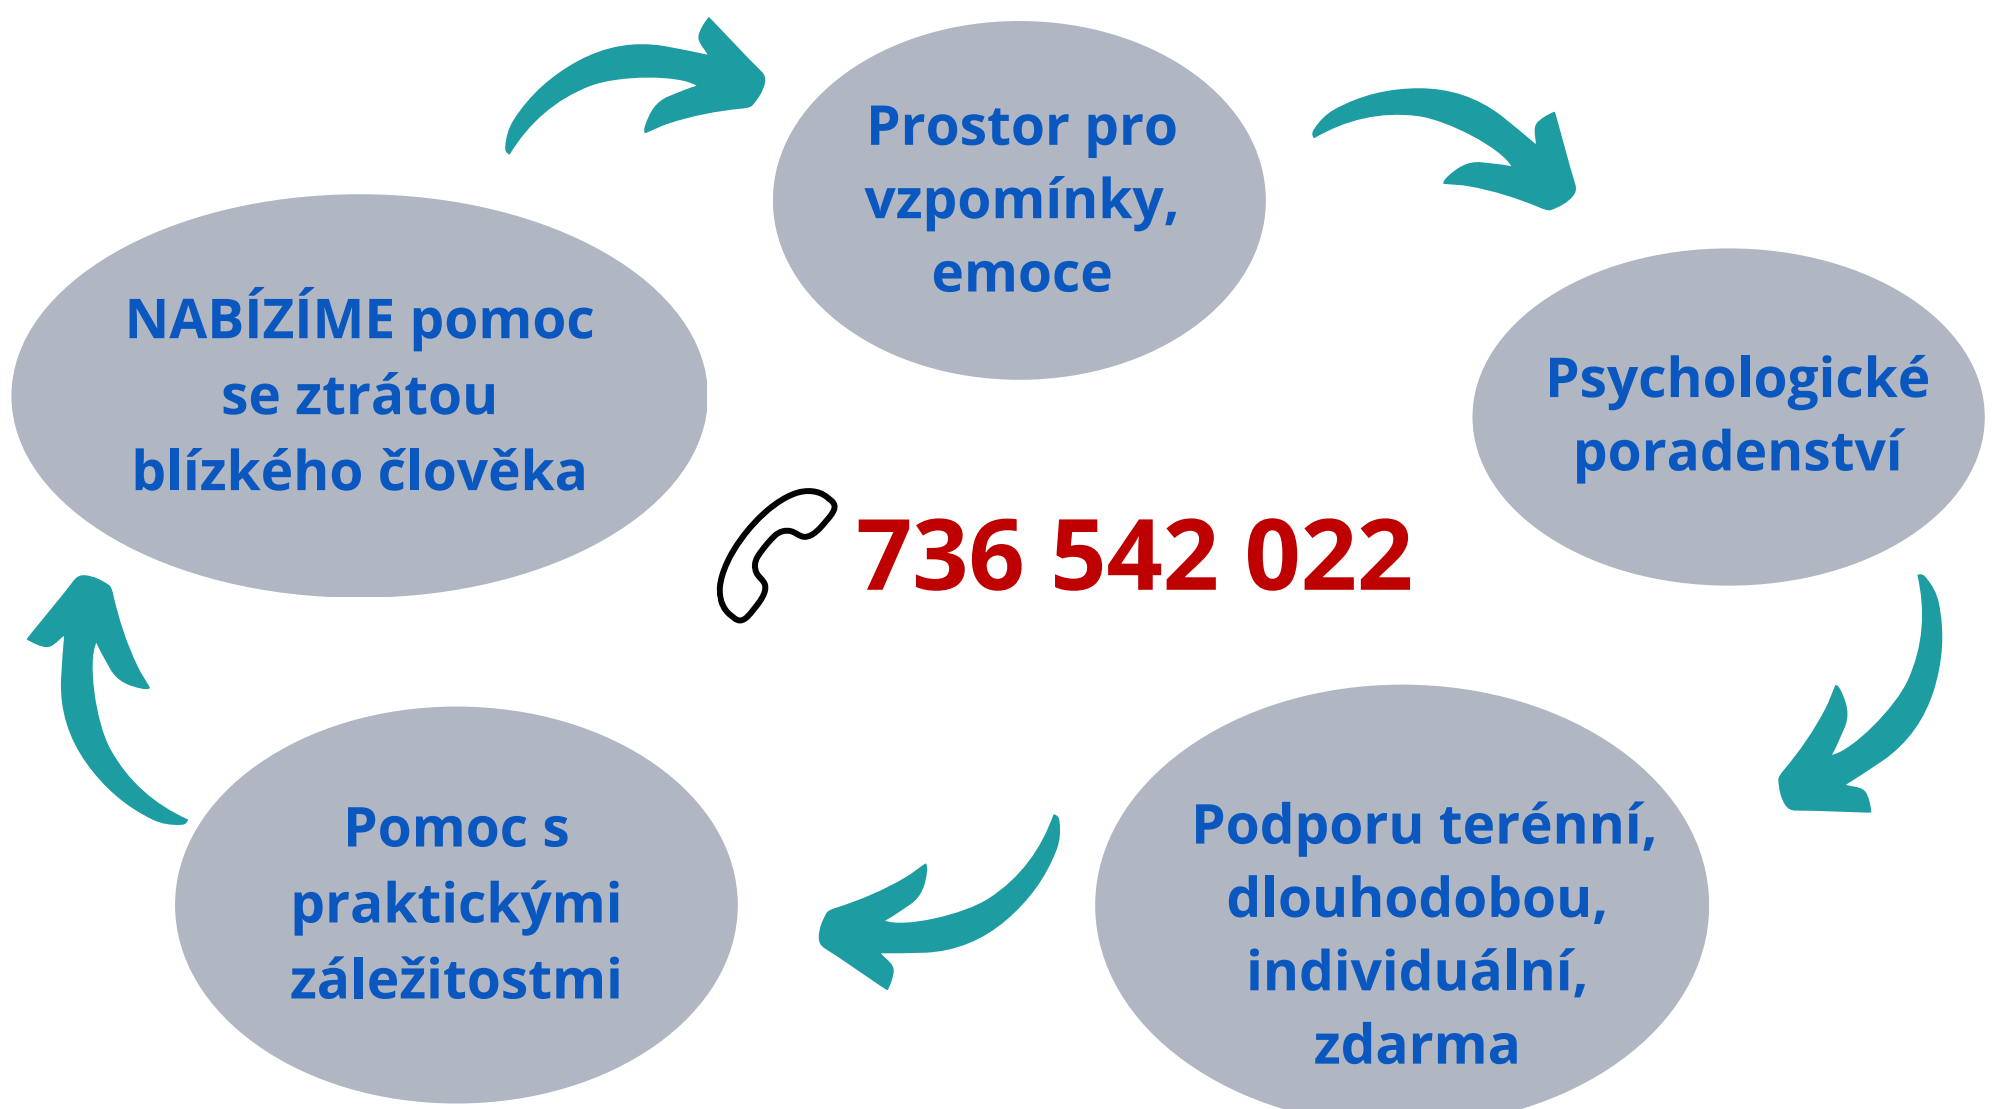 NABÍZÍME pomoc
se ztrátou
blízkého člověka
Prostor pro
vzpomínky,
emoce
Psychologické
poradenství
736 542 022
Podporu terénní,
dlouhodobou,
individuální,
zdarma
Pomoc s
praktickými
záležitostmi